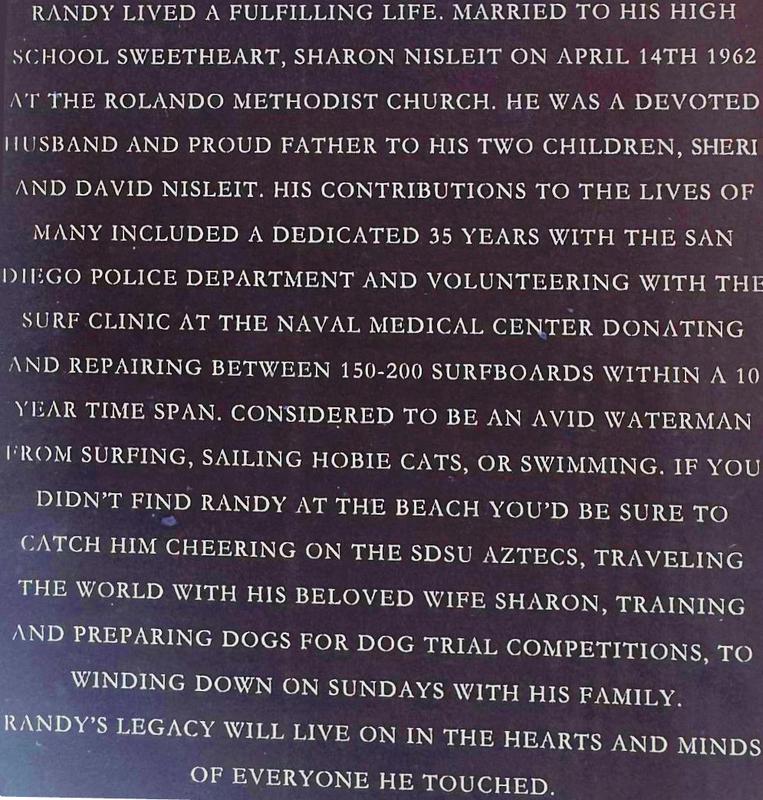 RANDY LIVED A FULFILLING LIFE. MARRIED TO HIS HIGH
SCHOOL SWEETHEART, SHARON NISLEIT ON APRIL 14TH 1962
AT THE ROLANDO METHODIST CHURCH. HE WAS A DEVOTED
HUSBAND AND PROUD FATHER TO HIS TWO CHILDREN, SHERI
AND DAVID NISLEIT. HIS CONTRIBUTIONS TO THE LIVES OF
MANY INCLUDED A DEDICATED 35 YEARS WITH THE SAN
DIEGO POLICE DEPARTMENT AND VOLUNTEERING WITH THE
SURF CLINIC AT THE NAVAL MEDICAL CENTER DONATING
AND REPAIRING BETWEEN 150-200 SURFBOARDS WITHIN A 10
YEAR TIME SPAN. CONSIDERED TO BE AN AVID WATERMAN
FROM SURFING, SAILING HOBIE CATS, OR SWIMMING. IF YOU
DIDN'T FIND RANDY AT THE BEACH YOU'D BE SURE TO
CATCH HIM CHEERING ON THE SDSU AZTECS, TRAVELING
THE WORLD WITH HIS BELOVED WIFE SHARON, TRAINING
AND PREPARING DOGS FOR DOG TRIAL COMPETITIONS, TO
WINDING DOWN ON SUNDAYS WITH HIS FAMILY.
RANDY'S LEGACY WILL LIVE ON IN THE HEARTS AND MINDS
OF EVERYONE HE TOUCHED.